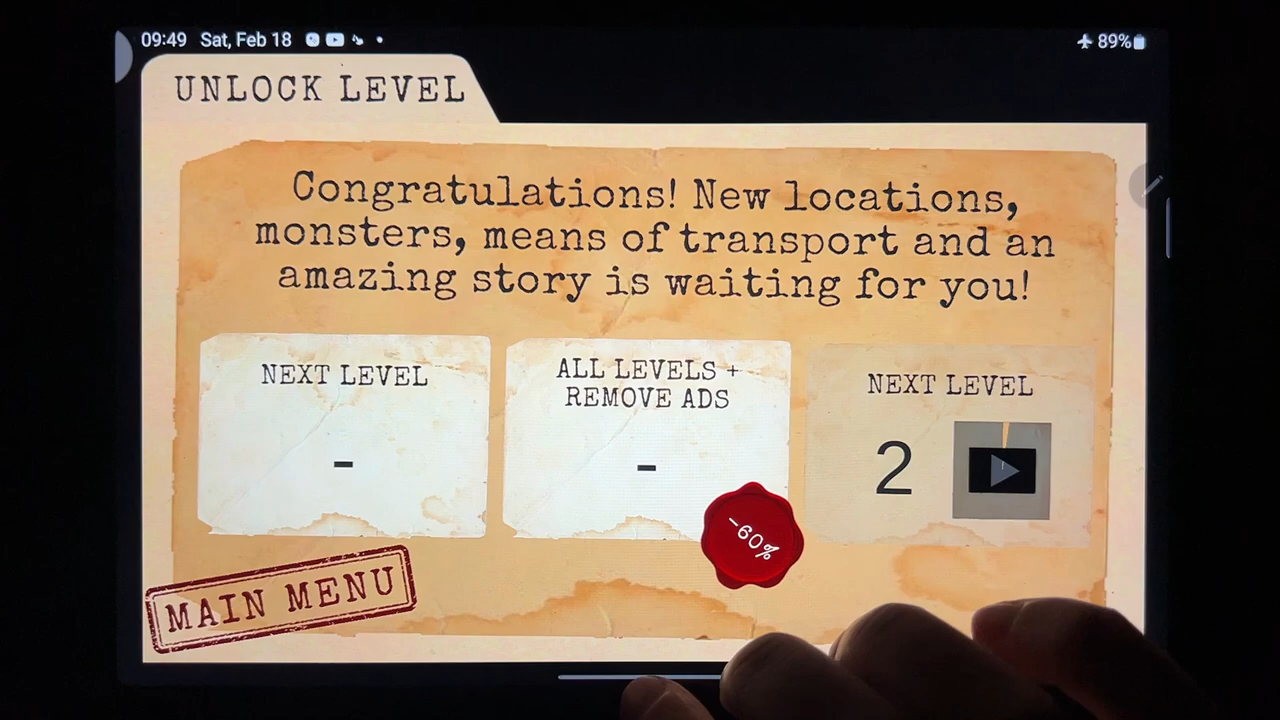 09:49 Sat, Feb 18
89%
UNLOCK LEVEL
Congratulations! New locations,
monsters, means of transport and an
amazing story is waiting for you!
NEXT LEVEL
-
ALL LEVELS +
REMOVE ADS
-
-60%
NEXT LEVEL
2
MAIN MENU